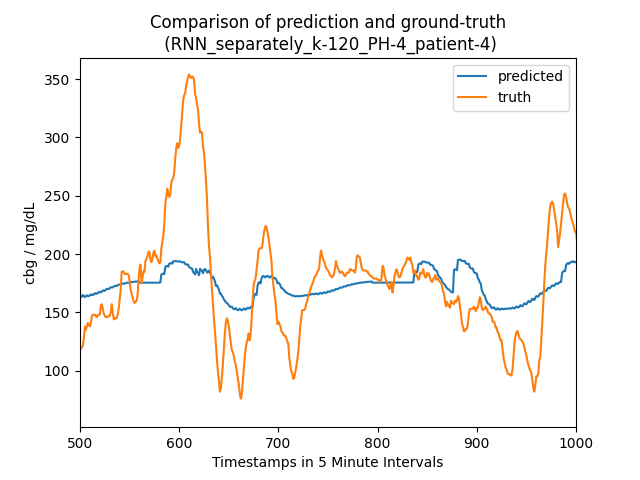 Comparison of prediction and ground-truth
(RNN_separately_k-120_PH-4_patient-4)
predicted
truth
350
300
250
200
150
100
cbg / mg/dL
500 600 700 800 900 1000
Timestamps in 5 Minute Intervals